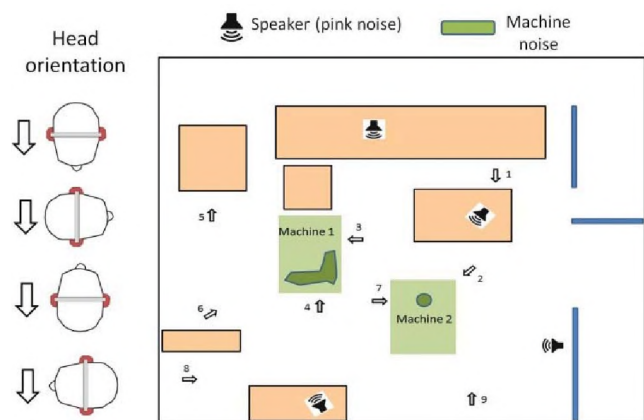 Head
orientation
Speaker (pink noise)
Machine
noise
1
5
3
Machine 1
2
6
4
7
Machine 2
8
9